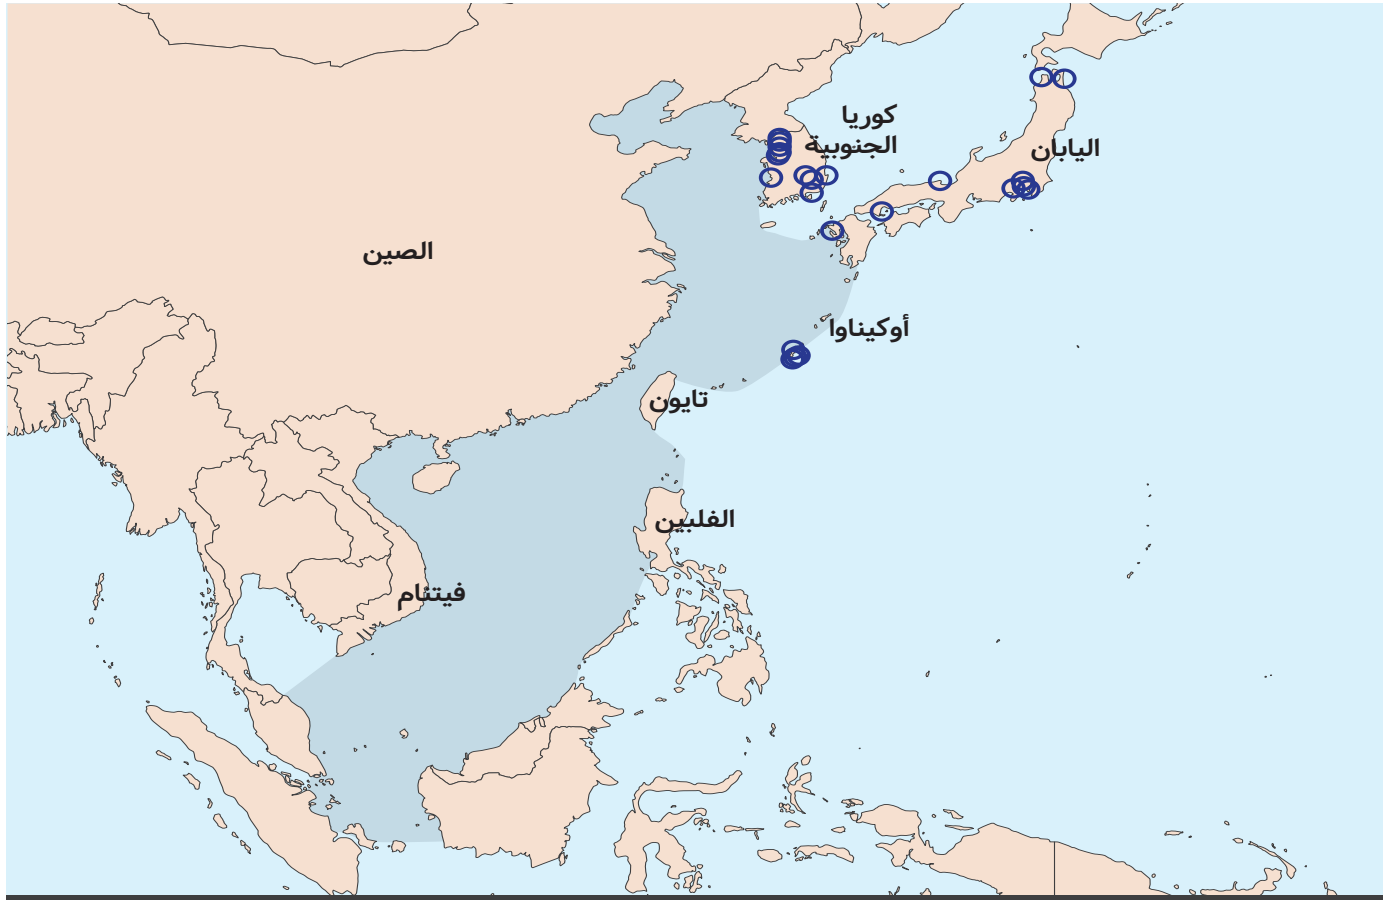 كوريا
الجنوبية
اليابان
الصين
أوكيناوا
تايون
الفلبين
فيتنام